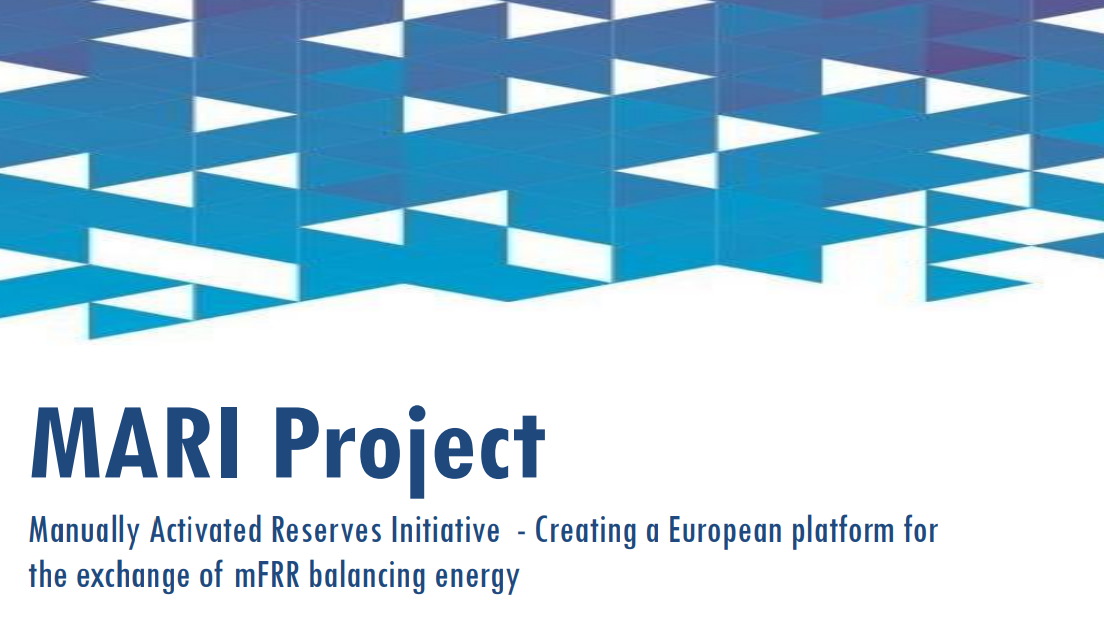 MARI Project
Manually Activated Reserves Initiative - Creating a European platform for
the exchange of mFRR balancing energy